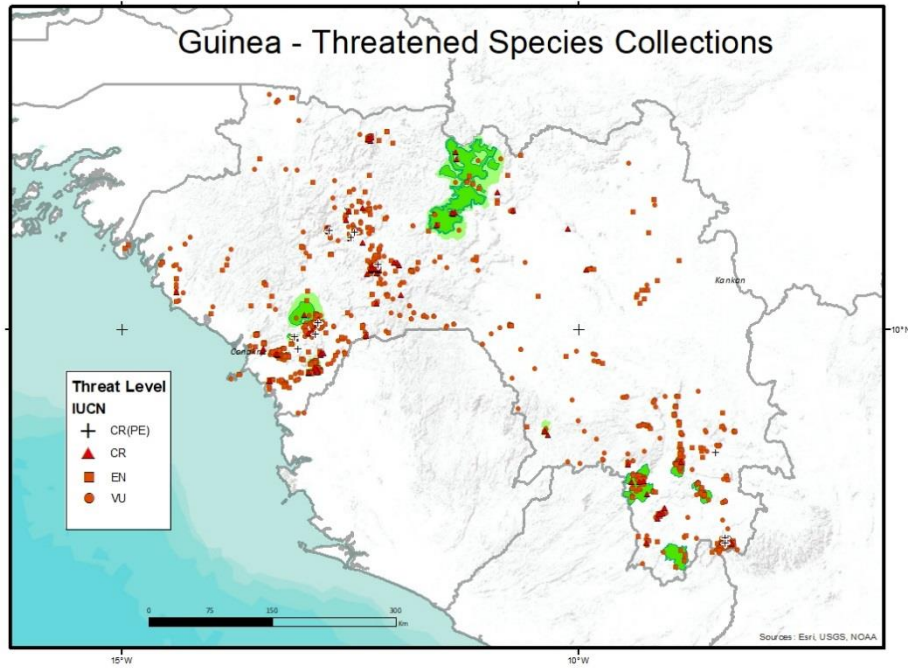 Guinea - Threatened Species Collections
Kankan
10°N
Conakry
Threat Level
IUCN
CR(PE)
CR
EN
VU
0 75 150 300
Km
Sources: Esri, USGS, NOAA
15°W 10°W